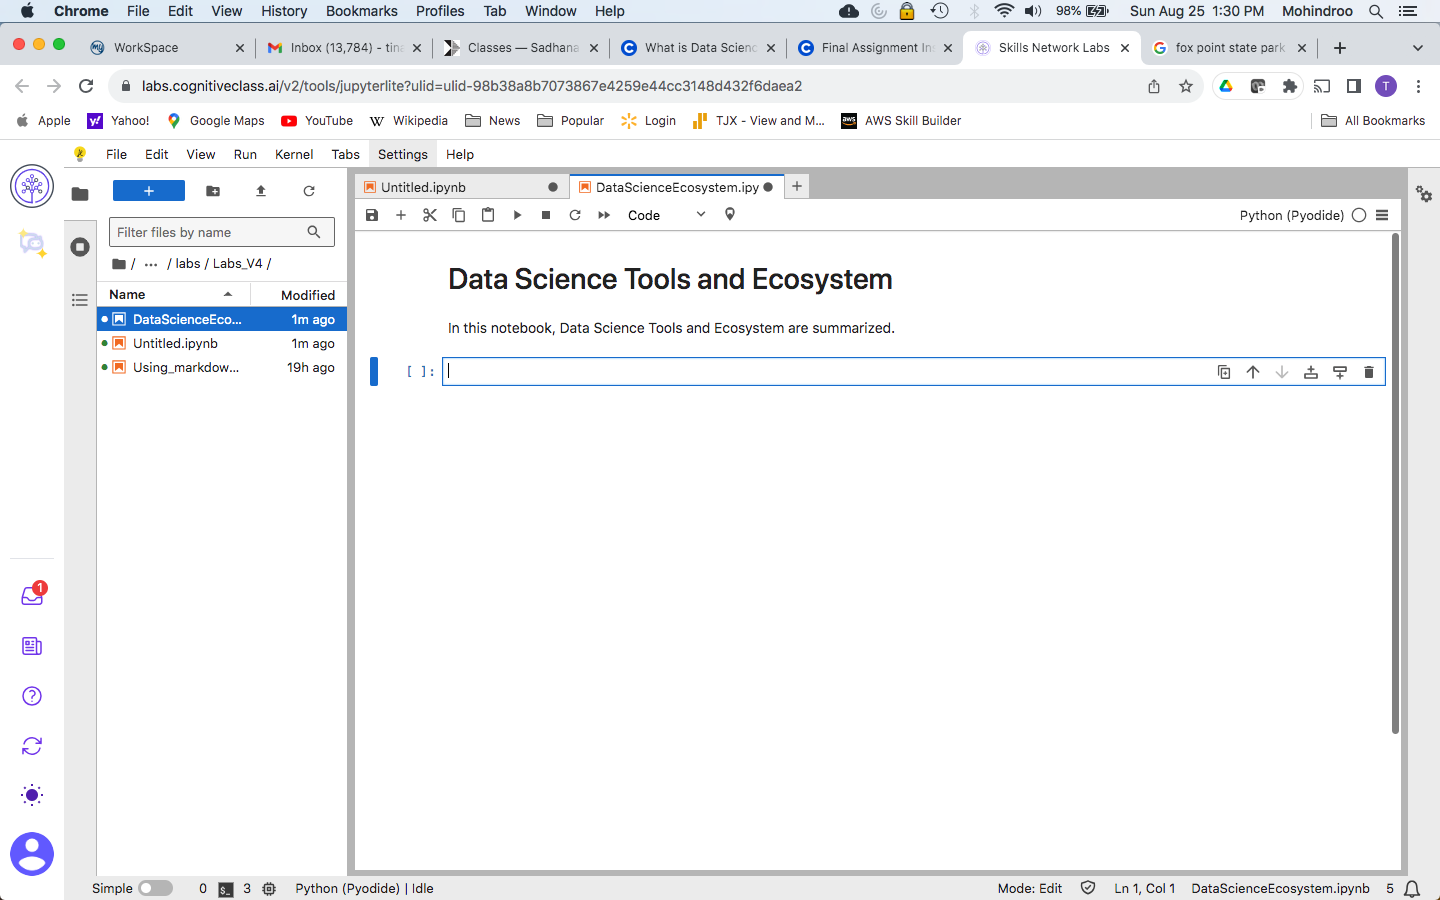 Chrome File Edit View History Bookmarks Profiles Tab Window Help 98% Sun Aug 25 1:30 PM Mohindroo
WorkSpace Inbox (13,784) - tina Classes — Sadhana What is Data Scienc Final Assignment Ins Skills Network Labs fox point state park
labs.cognitiveclass.ai/v2/tools/jupyterlite?ulid=ulid-98b38a8b7073867e4259e44cc3148d432f6daea2 T
Apple Yahoo! Google Maps YouTube Wikipedia News Popular Login TJX - View and M... AWS Skill Builder All Bookmarks
File Edit View Run Kernel Tabs Settings Help
Untitled.ipynb DataScienceEcosystem.ipy
Code Python (Pyodide)
Filter files by name
/ ... / labs / Labs_V4 /
Name Modified
DataScienceEco... 1m ago
Untitled.ipynb 1m ago
Using_markdow... 19h ago
Data Science Tools and Ecosystem
In this notebook, Data Science Tools and Ecosystem are summarized.
[ ]:
1
Simple 0 3 Python (Pyodide) | Idle Mode: Edit Ln 1, Col 1 DataScienceEcosystem.ipynb 5